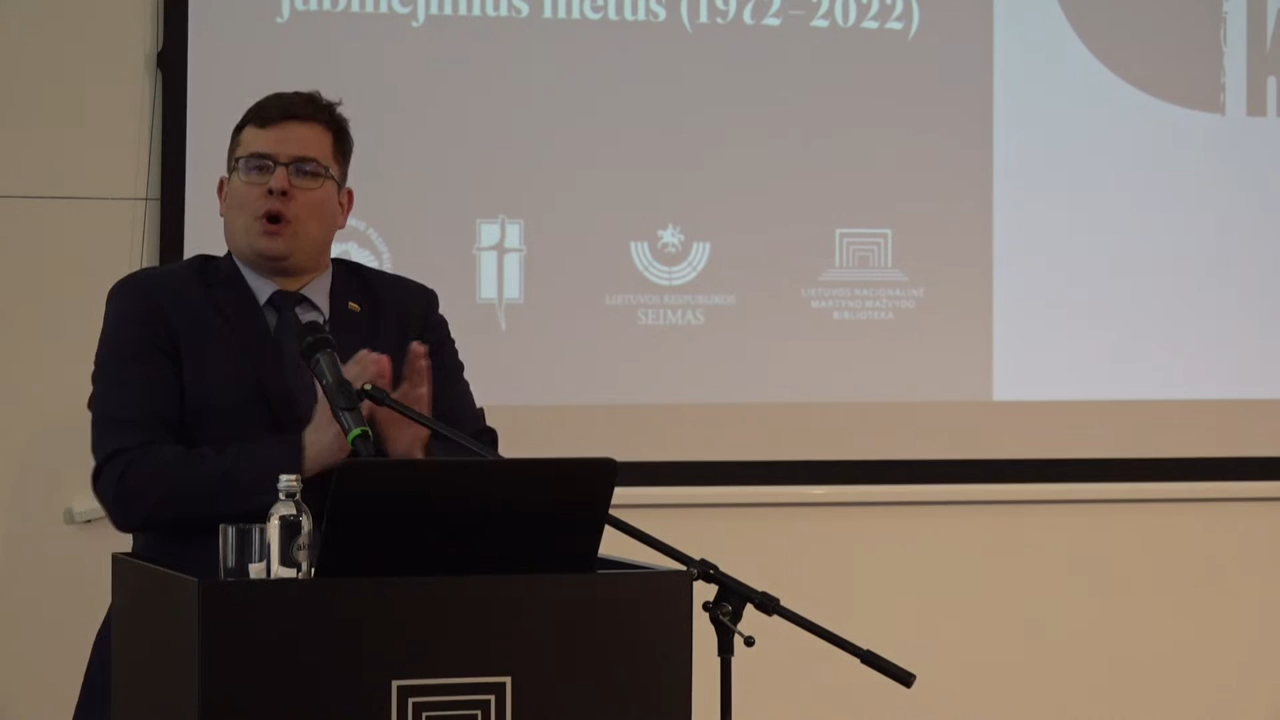 jubiliejinius metus (1972–2022)
LIETUVOS RESPUBLIKOS
SEIMAS
LIETUVOS NACIONALINĖ
MARTYNO MAŽVYDO
BIBLIOTEKA